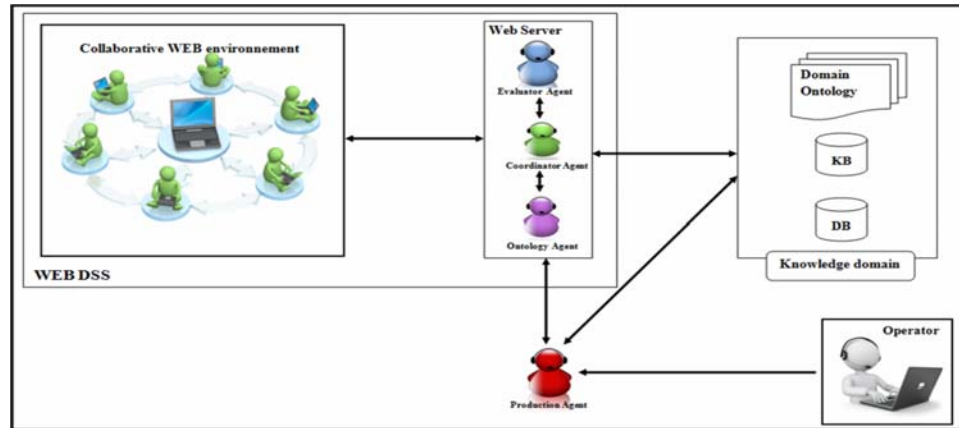 Collaborative WEB environnement
Web Server
Evaluator Agent
Coordinator Agent
Ontology Agent
WEB DSS
Domain
Ontology
KB
DB
Knowledge domain
Operator
Production Agent